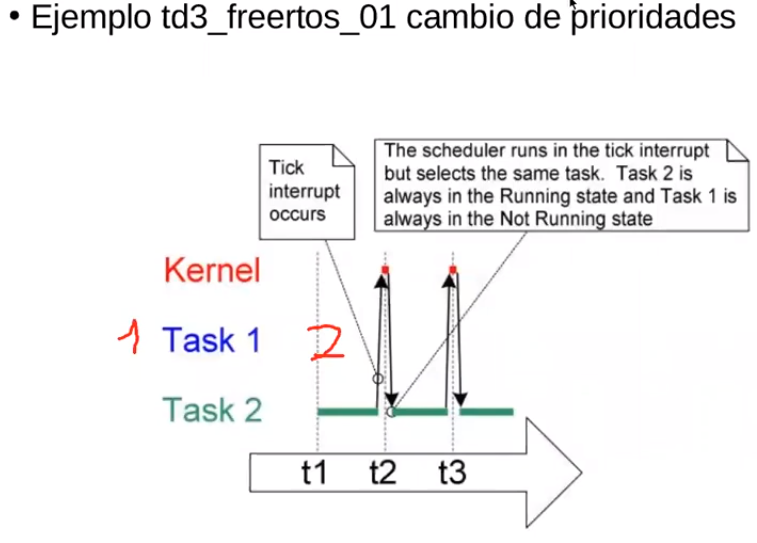 • Ejemplo td3_freertos_01 cambio de prioridades
Tick
interrupt
occurs
The scheduler runs in the tick interrupt
but selects the same task. Task 2 is
always in the Running state and Task 1 is
always in the Not Running state
Kernel
1 Task 1 2
Task 2
t1 t2 t3